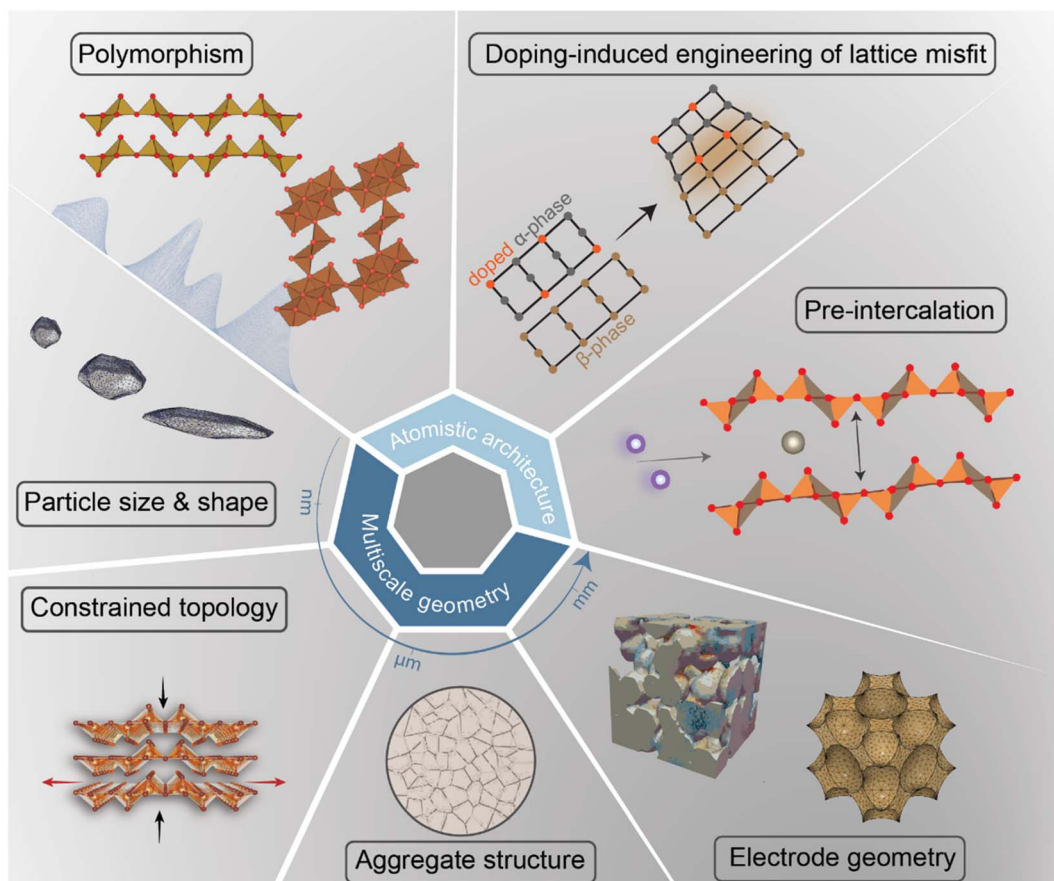 Polymorphism
Doping-induced engineering of lattice misfit
doped α-phase
β-phase
Pre-intercalation
Atomistic architecture
Multiscale geometry
nm
μm
mm
Particle size & shape
Constrained topology
Aggregate structure
Electrode geometry